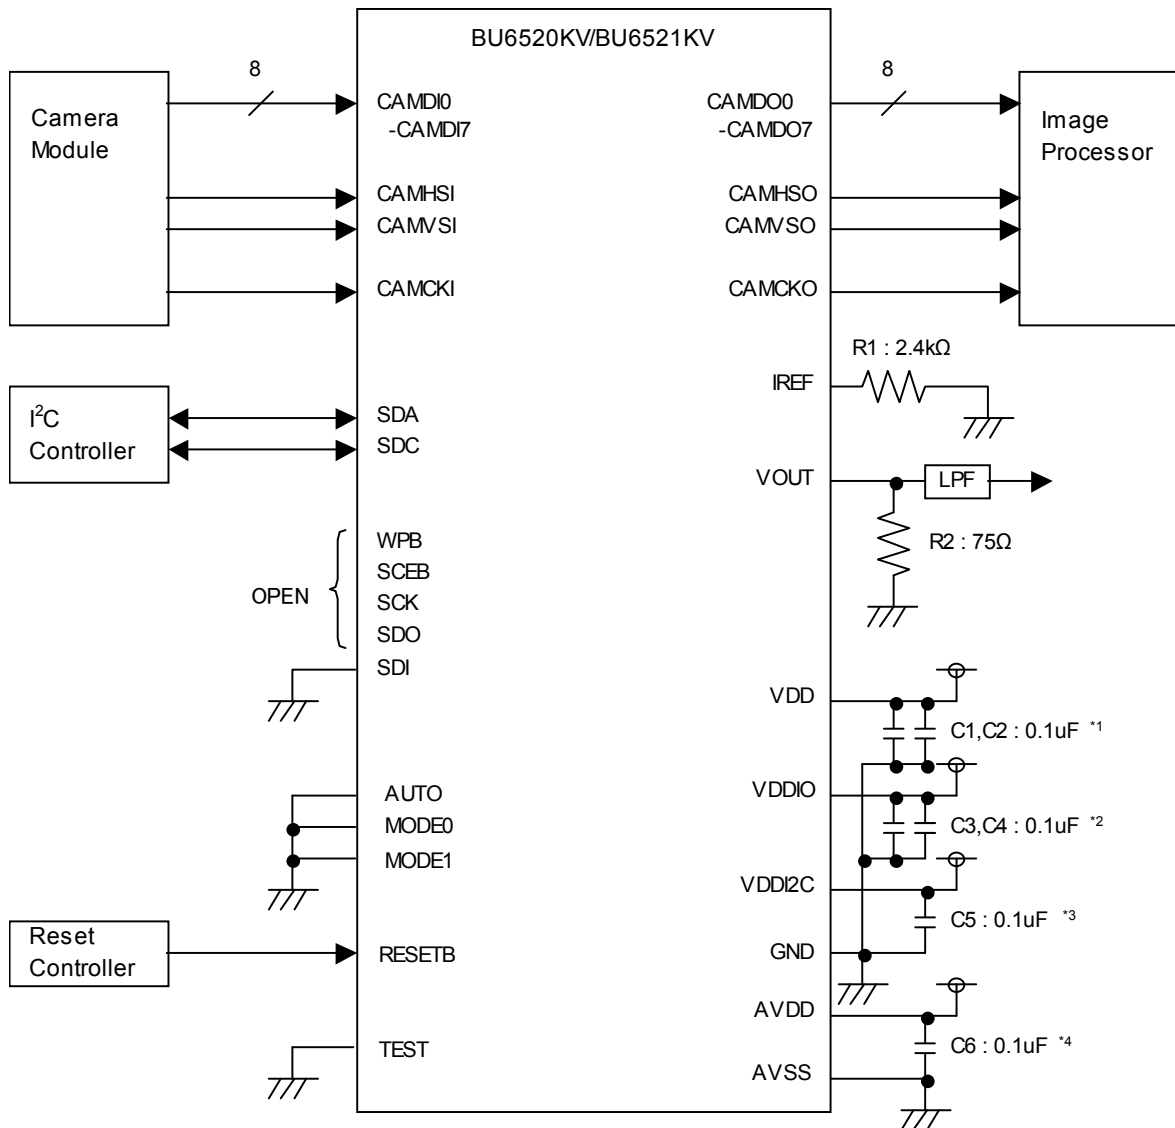 BU6520KV/BU6521KV
8
8
Camera
Module
CAMDI0
-CAMDI7
CAMDO0
-CAMDO7
Image
Processor
CAMHSI
CAMHSO
CAMVSI
CAMVSO
CAMCKI
CAMCKO
R1 : 2.4kΩ
IREF
I²C
Controller
SDA
SDC
VOUT
LPF
R2 : 75Ω
OPEN
WPB
SCEB
SCK
SDO
SDI
VDD
C1,C2 : 0.1uF *1
AUTO
VDDIO
MODE0
C3,C4 : 0.1uF *2
MODE1
VDDI2C
C5 : 0.1uF *3
Reset
Controller
RESETB
GND
AVDD
TEST
C6 : 0.1uF *4
AVSS